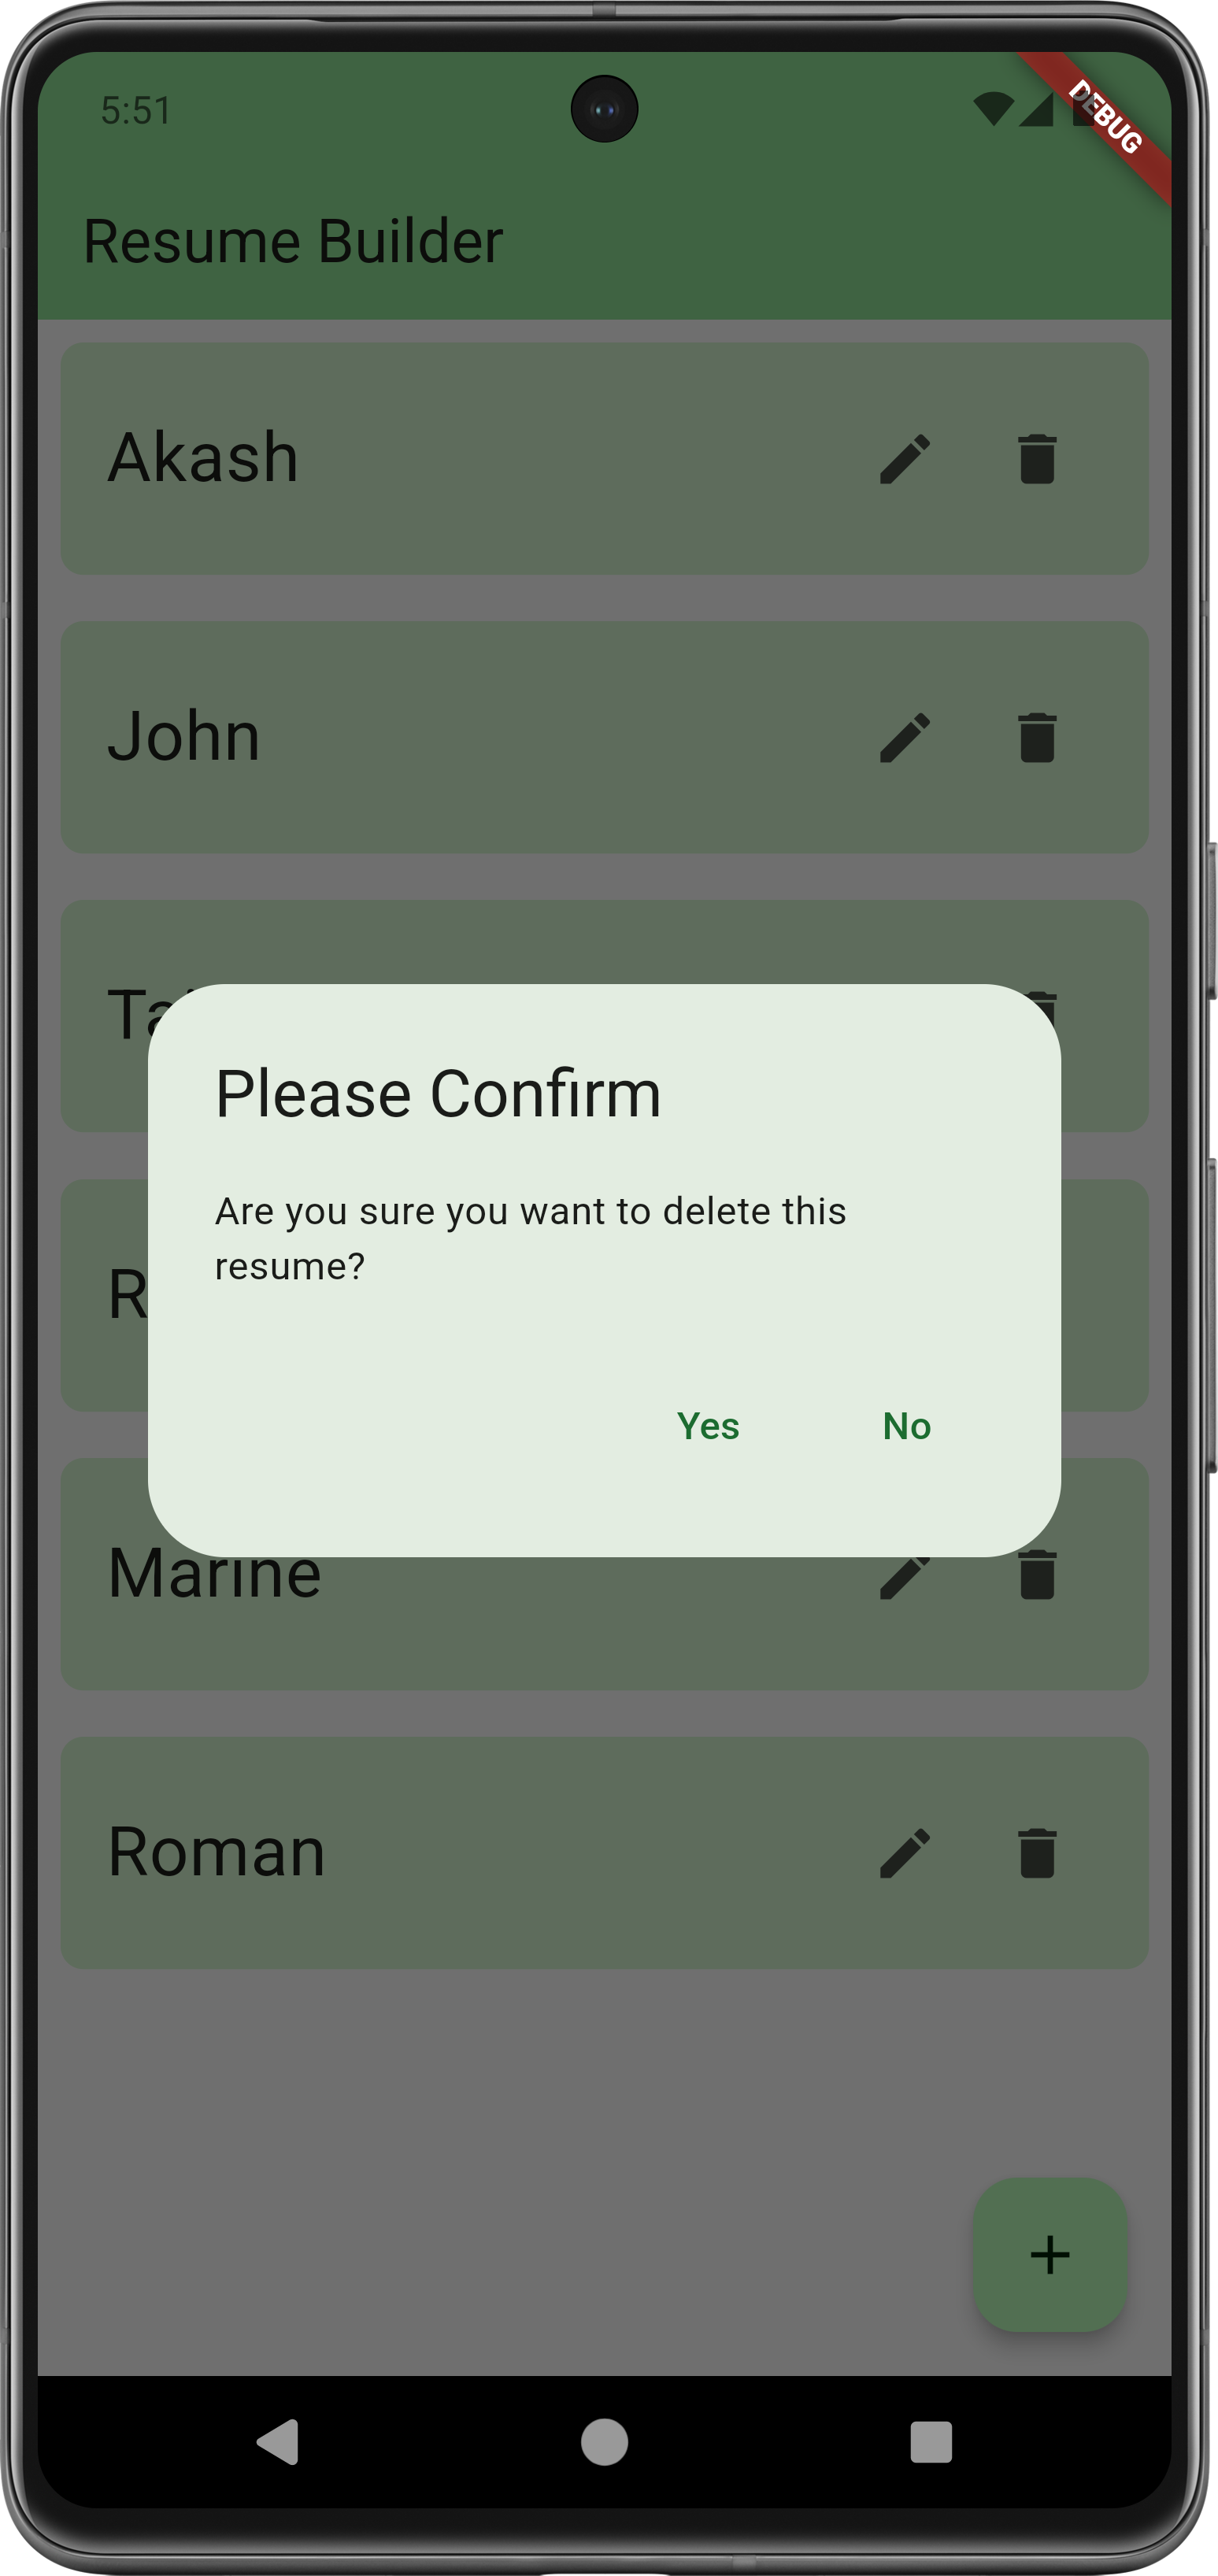 5:51
DEBUG
Resume Builder
Akash
John
Please Confirm
Are you sure you want to delete this
resume?
Yes
No
Marine
Roman